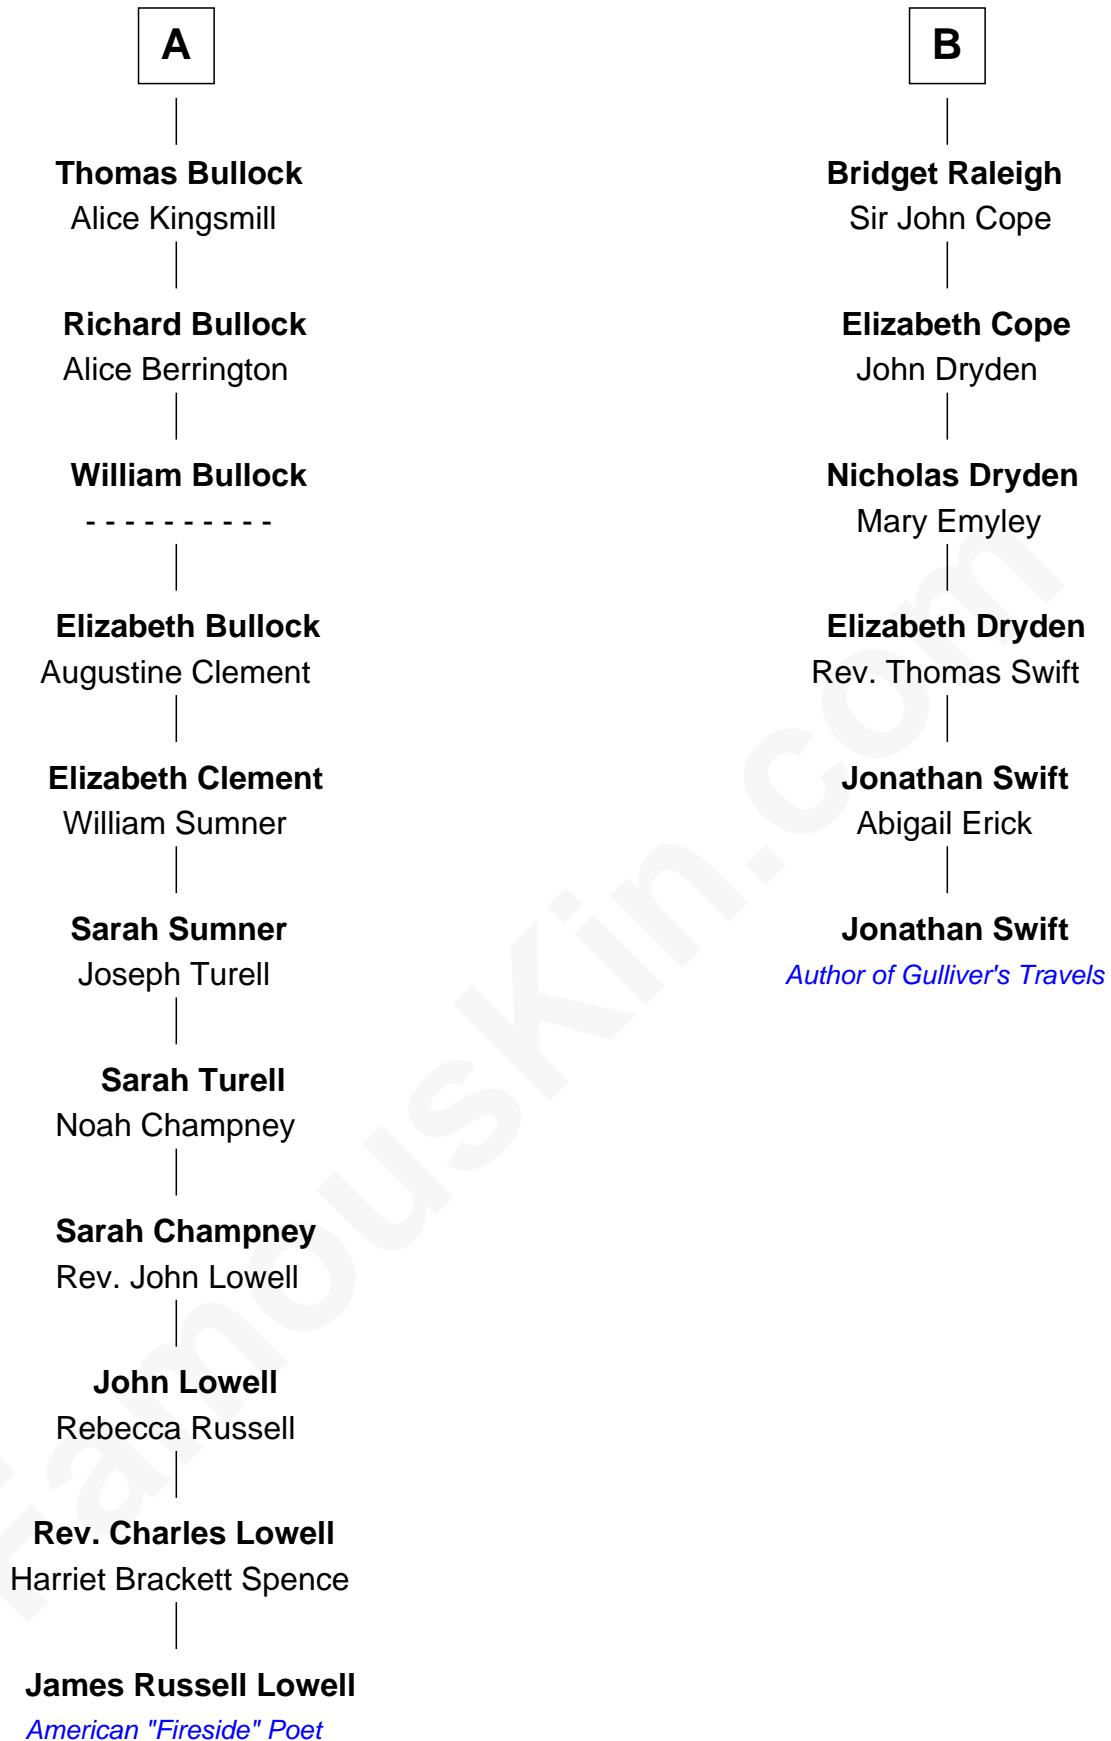 A
Thomas Bullock
Alice Kingsmill
Richard Bullock
Alice Berrington
William Bullock
- - - - - - - - - -
Elizabeth Bullock
Augustine Clement
Elizabeth Clement
William Sumner
Sarah Sumner
Joseph Turell
Sarah Turell
Noah Champney
Sarah Champney
Rev. John Lowell
John Lowell
Rebecca Russell
Rev. Charles Lowell
Harriet Brackett Spence
James Russell Lowell
American "Fireside" Poet
B
Bridget Raleigh
Sir John Cope
Elizabeth Cope
John Dryden
Nicholas Dryden
Mary Emyley
Elizabeth Dryden
Rev. Thomas Swift
Jonathan Swift
Abigail Erick
Jonathan Swift
Author of Gulliver's Travels
FamousKin.com